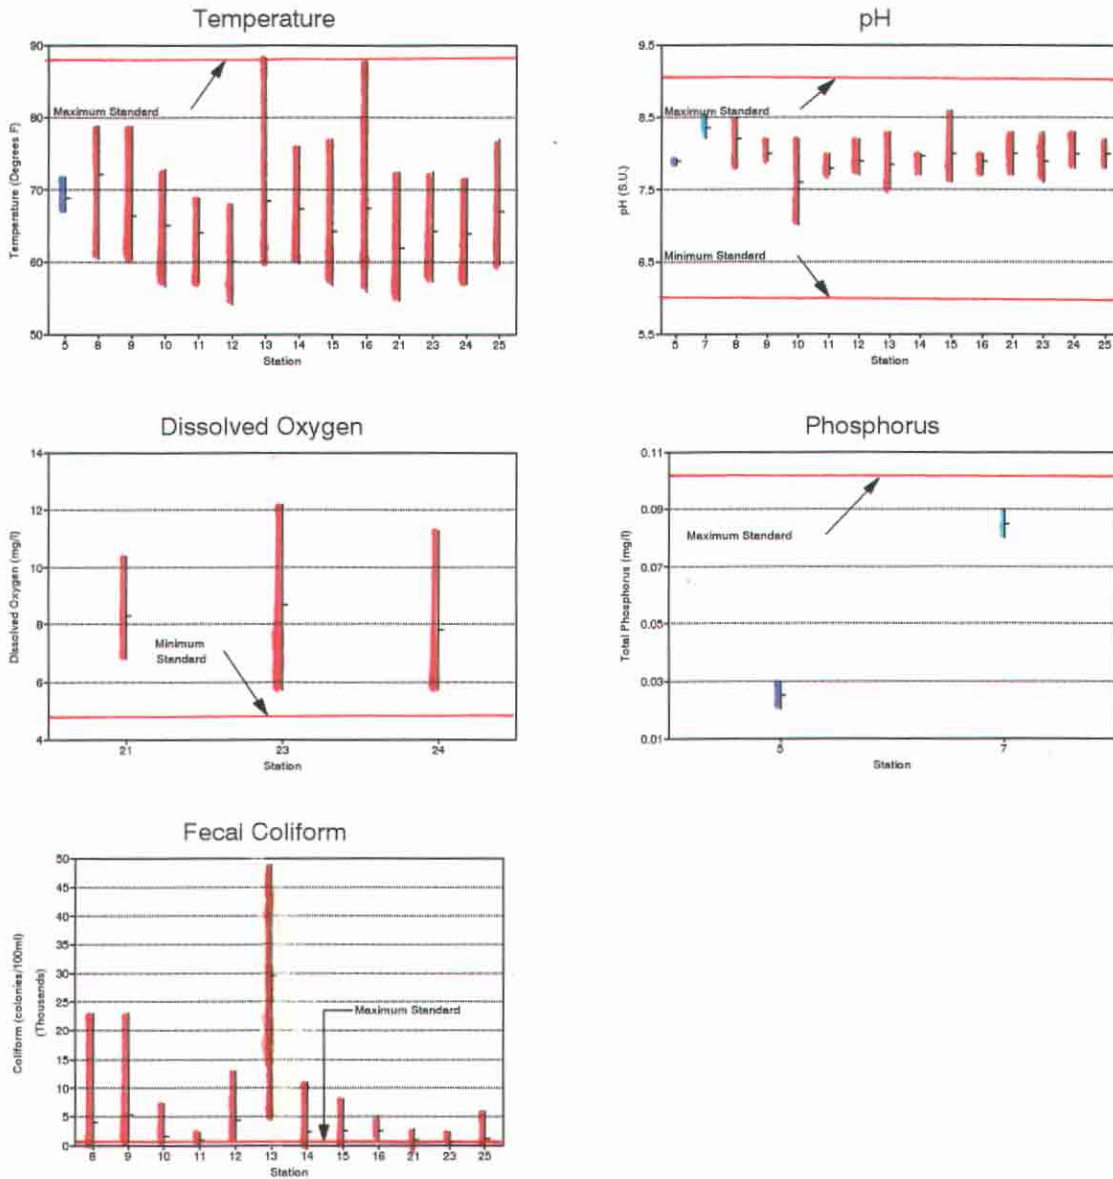 Temperature
90
80
70
60
50
Temperature (Degrees F)
Maximum Standard
5 8 9 10 11 12 13 14 15 16 21 23 24 25
Station
pH
9.5
8.5
7.5
6.5
5.5
pH (S.U.)
Maximum Standard
Minimum Standard
5 7 8 9 10 11 12 13 14 15 16 21 23 24 25
Station
Dissolved Oxygen
14
12
10
8
6
4
Dissolved Oxygen (mg/l)
Minimum
Standard
21 23 24
Station
Phosphorus
0.11
0.09
0.07
0.05
0.03
0.01
Total Phosphorus (mg/l)
Maximum Standard
5 7
Station
Fecal Coliform
50
45
40
35
30
25
20
15
10
5
0
Coliform (colonies/100ml)
(Thousands)
Maximum Standard
8 9 10 11 12 13 14 15 16 21 23 25
Station